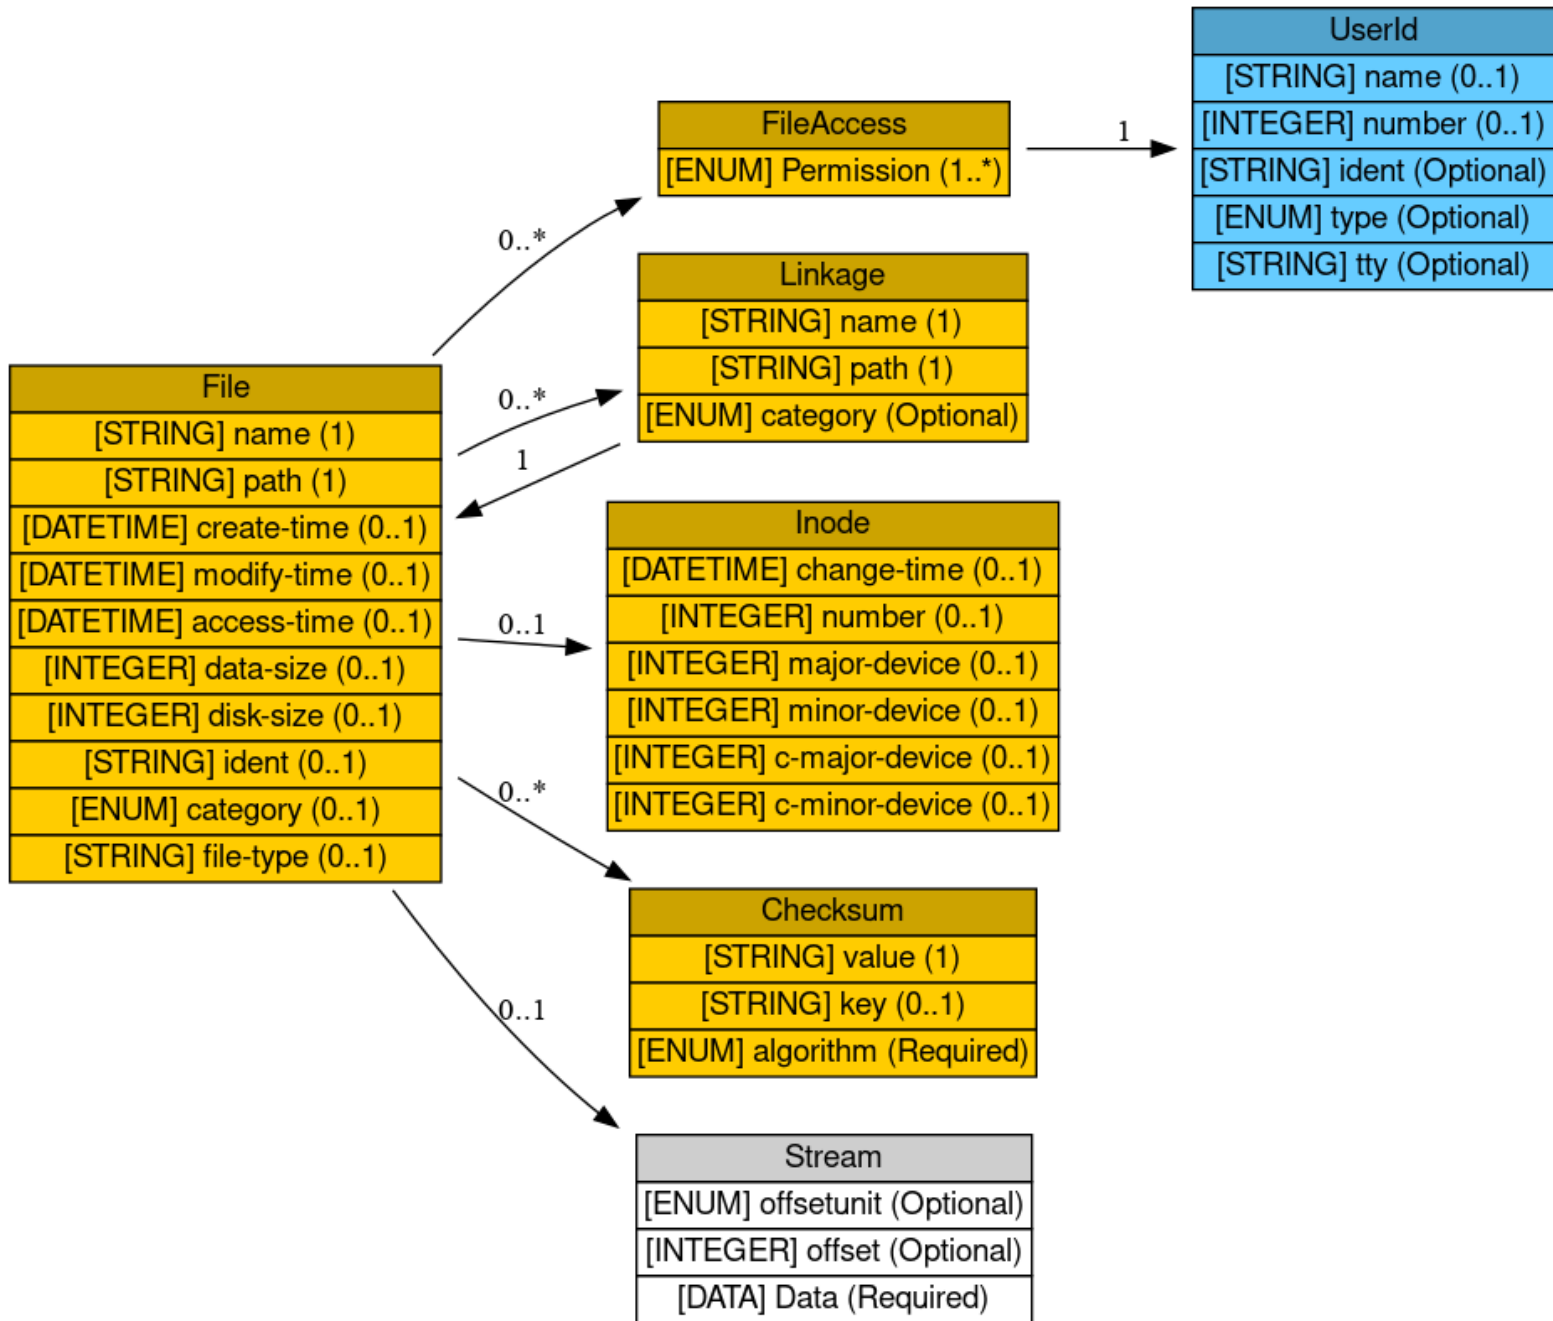 UserId
[STRING] name (0..1)
[INTEGER] number (0..1)
[STRING] ident (Optional)
[ENUM] type (Optional)
[STRING] tty (Optional)
1
FileAccess
[ENUM] Permission (1..*)
0..*
Linkage
[STRING] name (1)
[STRING] path (1)
[ENUM] category (Optional)
0..*
1
File
[STRING] name (1)
[STRING] path (1)
[DATETIME] create-time (0..1)
[DATETIME] modify-time (0..1)
[DATETIME] access-time (0..1)
[INTEGER] data-size (0..1)
[INTEGER] disk-size (0..1)
[STRING] ident (0..1)
[ENUM] category (0..1)
[STRING] file-type (0..1)
0..1
Inode
[DATETIME] change-time (0..1)
[INTEGER] number (0..1)
[INTEGER] major-device (0..1)
[INTEGER] minor-device (0..1)
[INTEGER] c-major-device (0..1)
[INTEGER] c-minor-device (0..1)
0..*
Checksum
[STRING] value (1)
[STRING] key (0..1)
[ENUM] algorithm (Required)
0..1
Stream
[ENUM] offsetunit (Optional)
[INTEGER] offset (Optional)
[DATA] Data (Required)